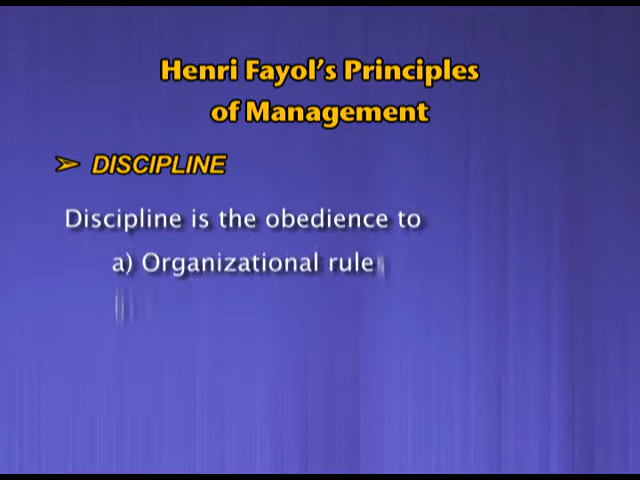 Henri Fayol's Principles
of Management
➢ DISCIPLINE
Discipline is the obedience to
a) Organizational rule